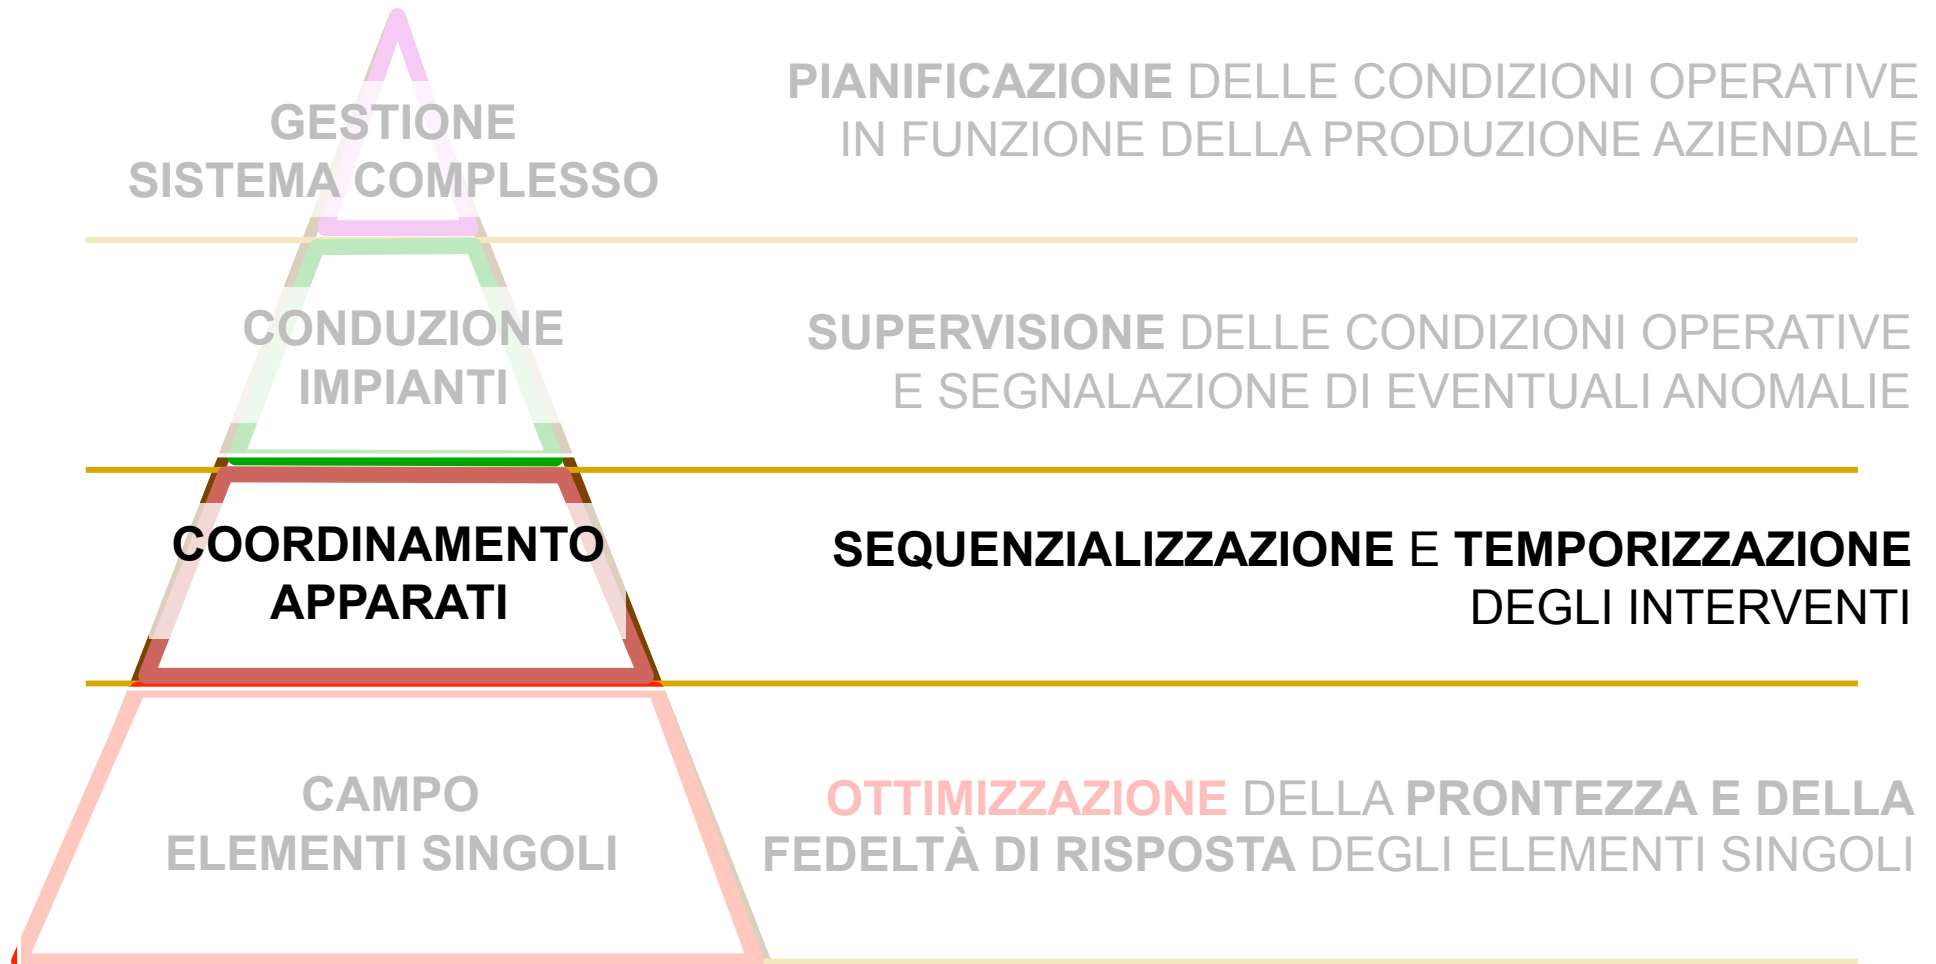 GESTIONE
SISTEMA COMPLESSO
PIANIFICAZIONE DELLE CONDIZIONI OPERATIVE
IN FUNZIONE DELLA PRODUZIONE AZIENDALE
CONDUZIONE
IMPIANTI
SUPERVISIONE DELLE CONDIZIONI OPERATIVE
E SEGNALAZIONE DI EVENTUALI ANOMALIE
COORDINAMENTO
APPARATI
SEQUENZIALIZZAZIONE E TEMPORIZZAZIONE
DEGLI INTERVENTI
CAMPO
ELEMENTI SINGOLI
OTTIMIZZAZIONE DELLA PRONTEZZA E DELLA
FEDELTÀ DI RISPOSTA DEGLI ELEMENTI SINGOLI